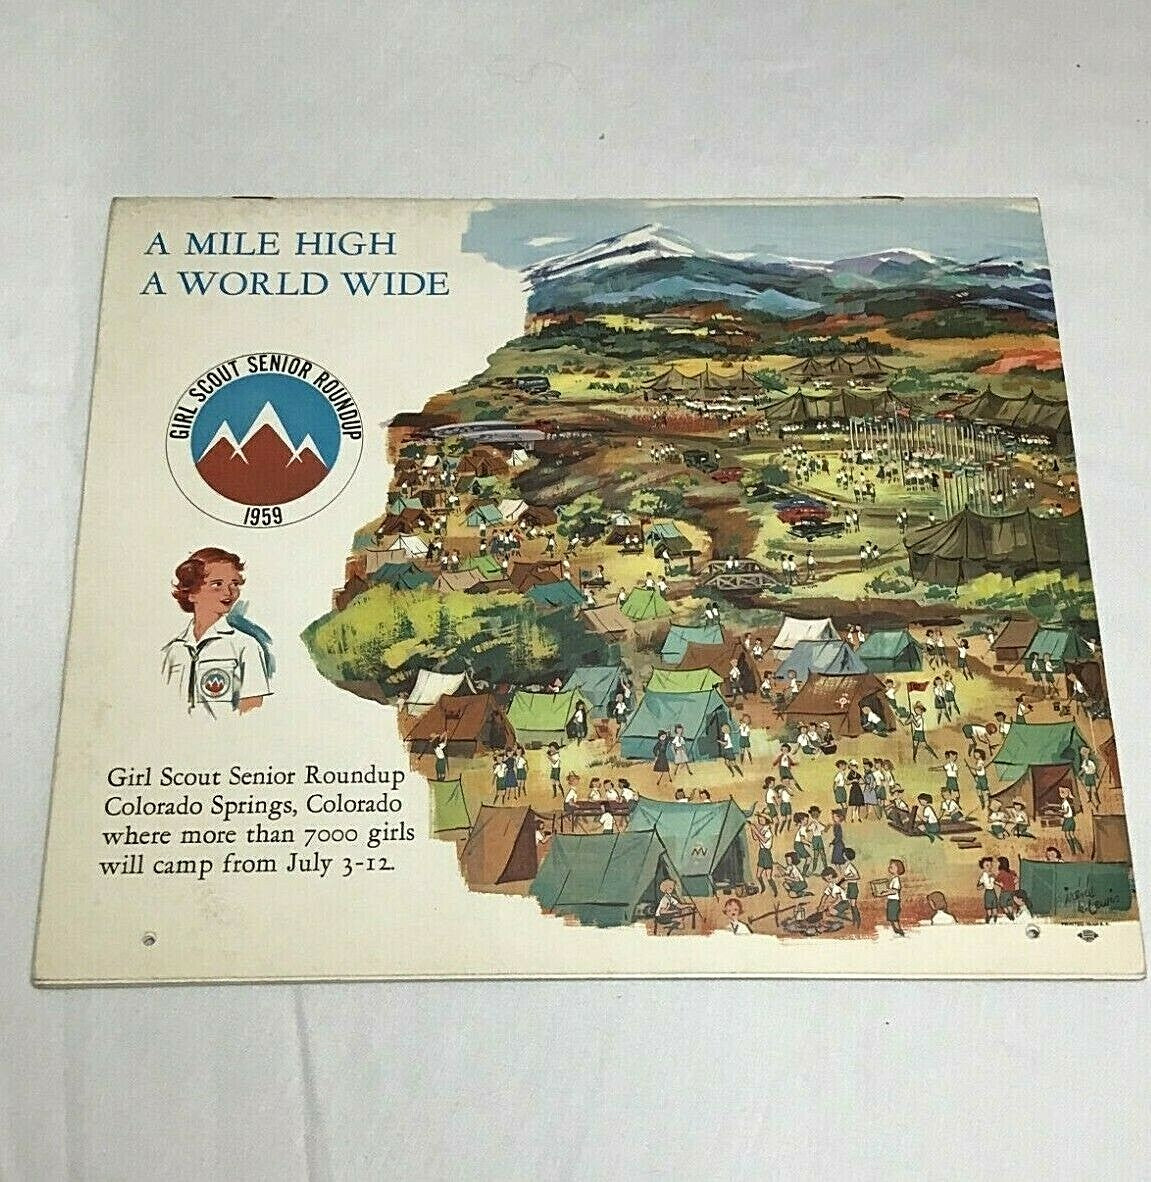 A MILE HIGH
A WORLD WIDE
GIRL SCOUT SENIOR ROUNDUP
1959
Girl Scout Senior Roundup
Colorado Springs, Colorado
where more than 7000 girls
will camp from July 3-12.